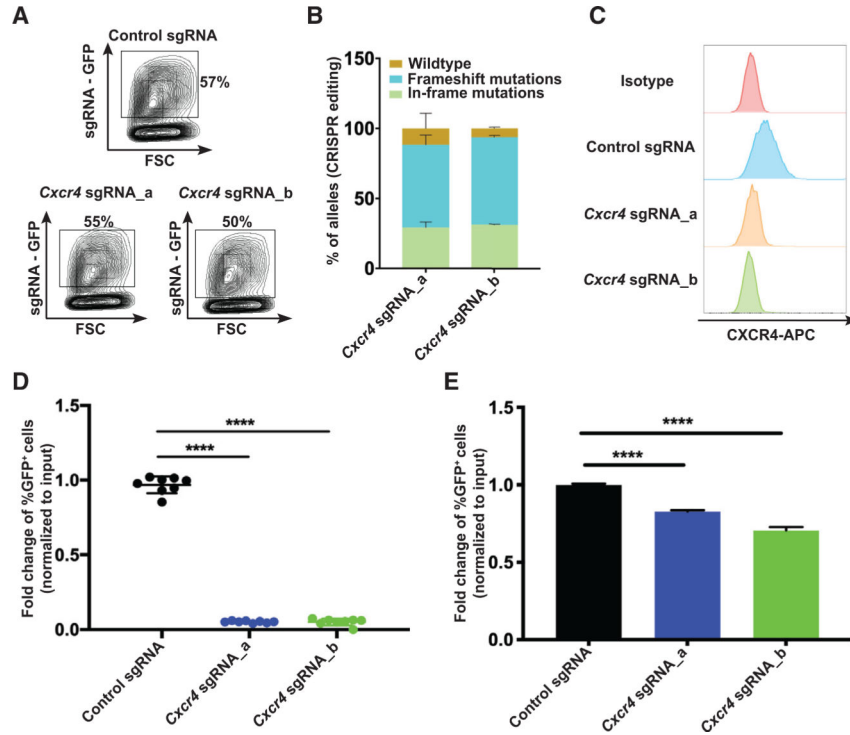 A
Control sgRNA
sgRNA - GFP
57%
FSC
Cxcr4 sgRNA_a
Cxcr4 sgRNA_b
sgRNA - GFP
55%
FSC
sgRNA - GFP
50%
FSC
B
% of alleles (CRISPR editing)
150
100
50
0
Wildtype
Frameshift mutations
In-frame mutations
Cxcr4 sgRNA_a
Cxcr4 sgRNA_b
C
Isotype
Control sgRNA
Cxcr4 sgRNA_a
Cxcr4 sgRNA_b
CXCR4-APC
D
Fold change of %GFP+ cells
(normalized to input)
1.5
1.0
0.5
0.0
****
****
Control sgRNA
Cxcr4 sgRNA_a
Cxcr4 sgRNA_b
E
Fold change of %GFP+ cells
(normalized to input)
1.5
1.0
0.5
0.0
****
****
Control sgRNA
Cxcr4 sgRNA_a
Cxcr4 sgRNA_b